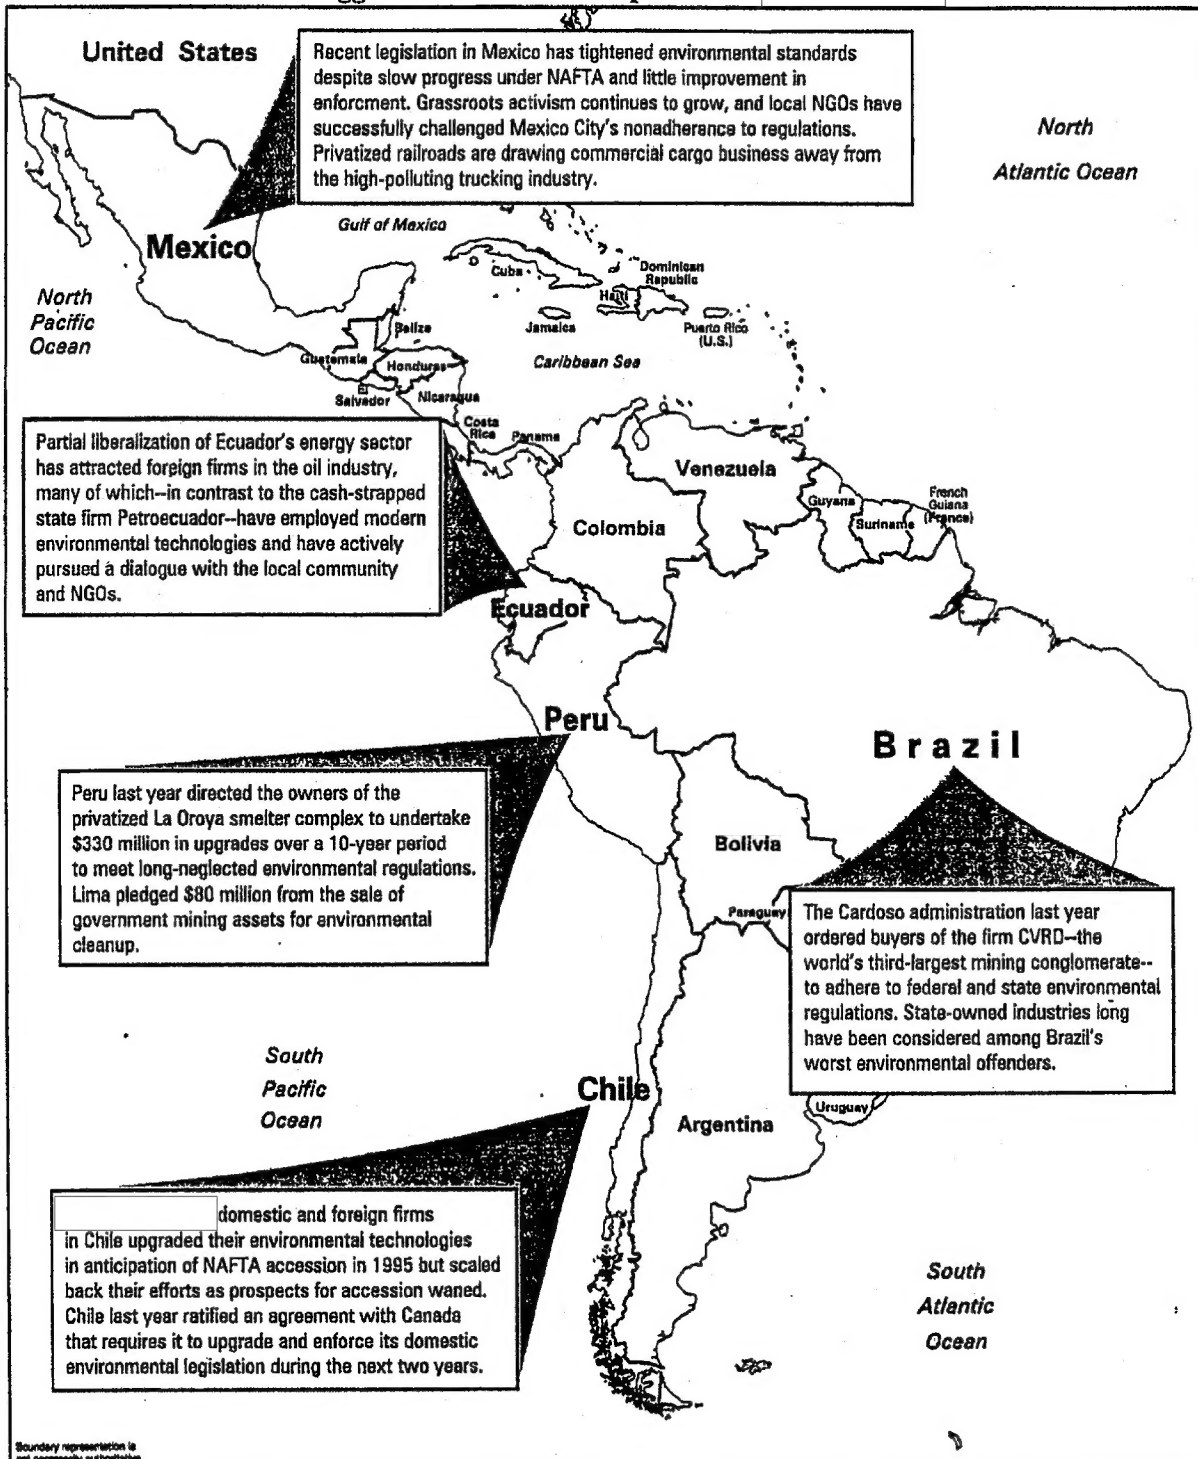 United States
Recent legislation in Mexico has tightened environmental standards
despite slow progress under NAFTA and little improvement in
enforcment. Grassroots activism continues to grow, and local NGOs have
successfully challenged Mexico City's nonadherence to regulations.
Privatized railroads are drawing commercial cargo business away from
the high-polluting trucking industry.
North
Atlantic Ocean
Gulf of Mexico
Mexico
North
Pacific
Ocean
Cuba
Dominican
Republic
Haiti
Jamaica
Puerto Rico
(U.S.)
Belize
Caribbean Sea
Guatemala
Honduras
El
Salvador
Nicaragua
Costa
Rica
Panama
Partial liberalization of Ecuador's energy sector
has attracted foreign firms in the oil industry,
many of which--in contrast to the cash-strapped
state firm Petroecuador--have employed modern
environmental technologies and have actively
pursued a dialogue with the local community
and NGOs.
Venezuela
Guyana
Suriname
French
Guiana
(France)
Colombia
Ecuador
Peru
Brazil
Peru last year directed the owners of the
privatized La Oroya smelter complex to undertake
$330 million in upgrades over a 10-year period
to meet long-neglected environmental regulations.
Lima pledged $80 million from the sale of
government mining assets for environmental
cleanup.
Bolivia
Paraguay
The Cardoso administration last year
ordered buyers of the firm CVRD--the
world's third-largest mining conglomerate--
to adhere to federal and state environmental
regulations. State-owned industries long
have been considered among Brazil's
worst environmental offenders.
South
Pacific
Ocean
Chile
Argentina
Uruguay
domestic and foreign firms
in Chile upgraded their environmental technologies
in anticipation of NAFTA accession in 1995 but scaled
back their efforts as prospects for accession waned.
Chile last year ratified an agreement with Canada
that requires it to upgrade and enforce its domestic
environmental legislation during the next two years.
South
Atlantic
Ocean
Boundary representation is